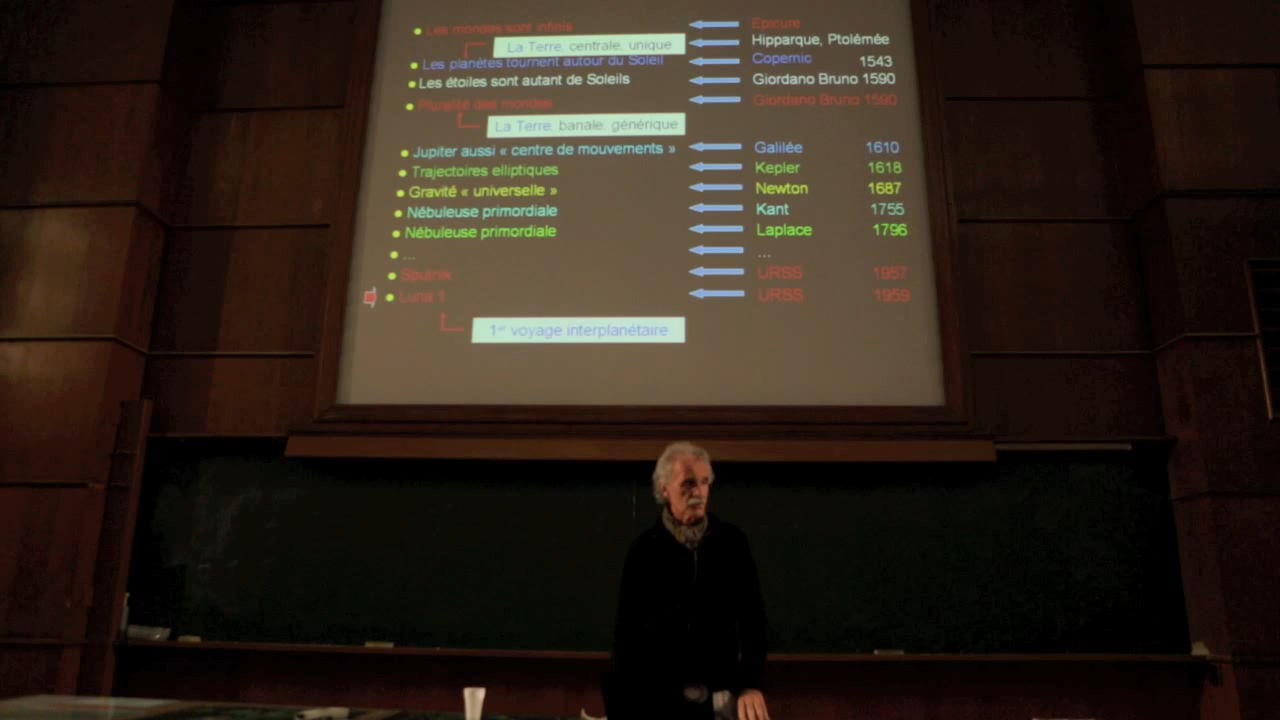 Les mondes sont infinis Epicure
La Terre, centrale, unique Hipparque, Ptolémée
Les planètes tournent autour du Soleil Copernic 1543
Les étoiles sont autant de Soleils Giordano Bruno 1590
Pluralité des mondes Giordano Bruno 1590
La Terre, banale, générique
Jupiter aussi « centre de mouvements » Galilée 1610
Trajectoires elliptiques Kepler 1618
Gravité « universelle » Newton 1687
Nébuleuse primordiale Kant 1755
Nébuleuse primordiale Laplace 1796
... ...
Sputnik URSS 1957
Luna 1 URSS 1959
1er voyage interplanétaire